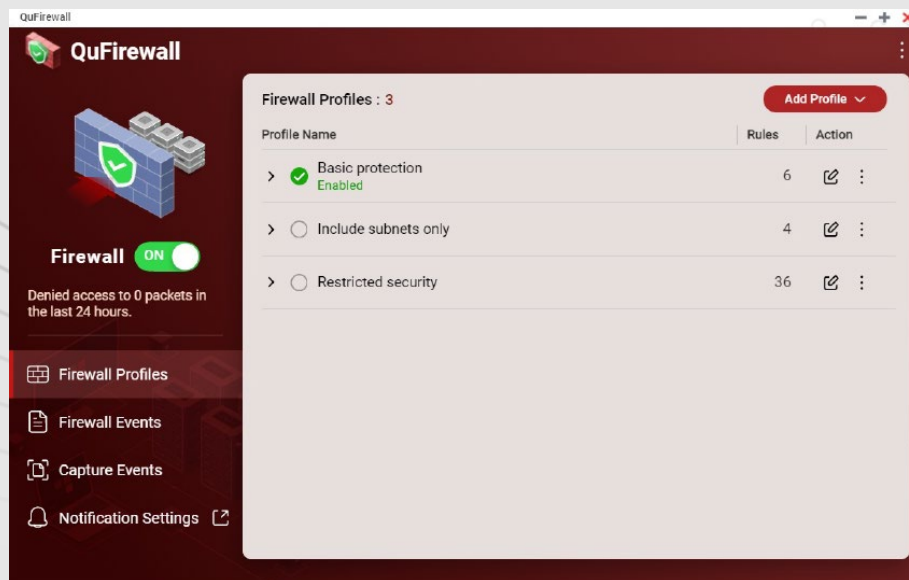 QuFirewall
QuFirewall
Firewall
ON
Denied access to 0 packets in
the last 24 hours.
Firewall Profiles
Firewall Events
Capture Events
Notification Settings
Firewall Profiles : 3
Add Profile
Profile Name
Rules
Action
Basic protection
Enabled
6
Include subnets only
4
Restricted security
36